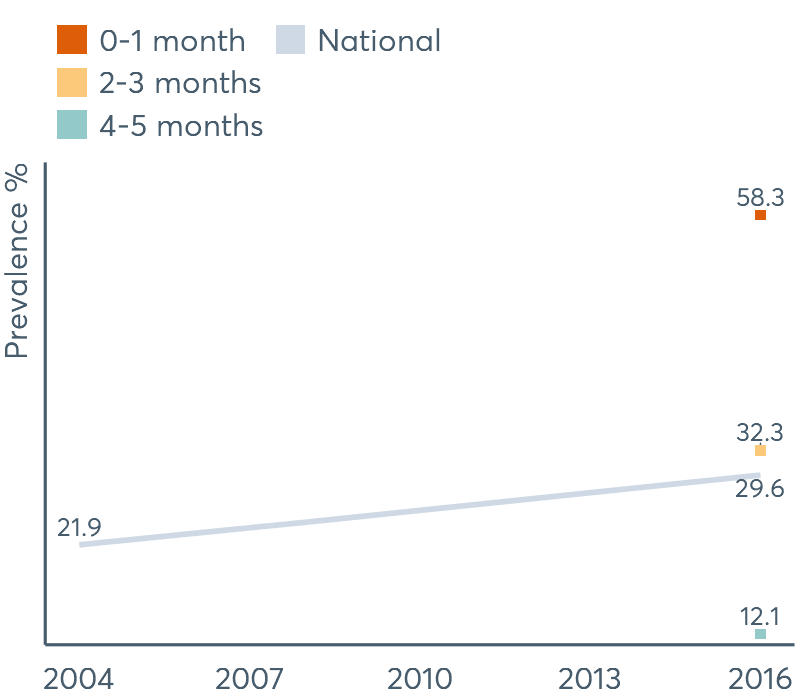 0-1 month
National
2-3 months
4-5 months
Prevalence %
58.3
32.3
29.6
21.9
12.1
2004 2007 2010 2013 2016